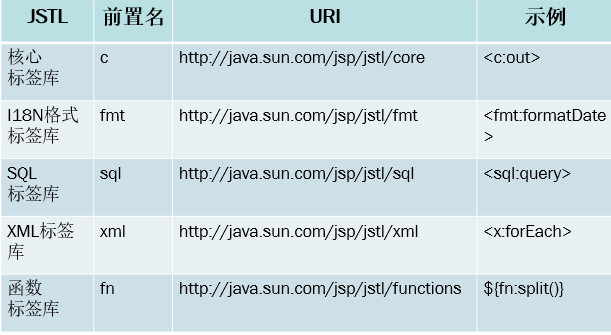 JSTL 前置名 URI 示例
核心
标签库 c http://java.sun.com/jsp/jstl/core <c:out>
I18N格式
标签库 fmt http://java.sun.com/jsp/jstl/fmt <fmt:formatDate
>
SQL
标签库 sql http://java.sun.com/jsp/jstl/sql <sql:query>
XML标签
库 xml http://java.sun.com/jsp/jstl/xml <x:forEach>
函数
标签库 fn http://java.sun.com/jsp/jstl/functions ${fn:split()}